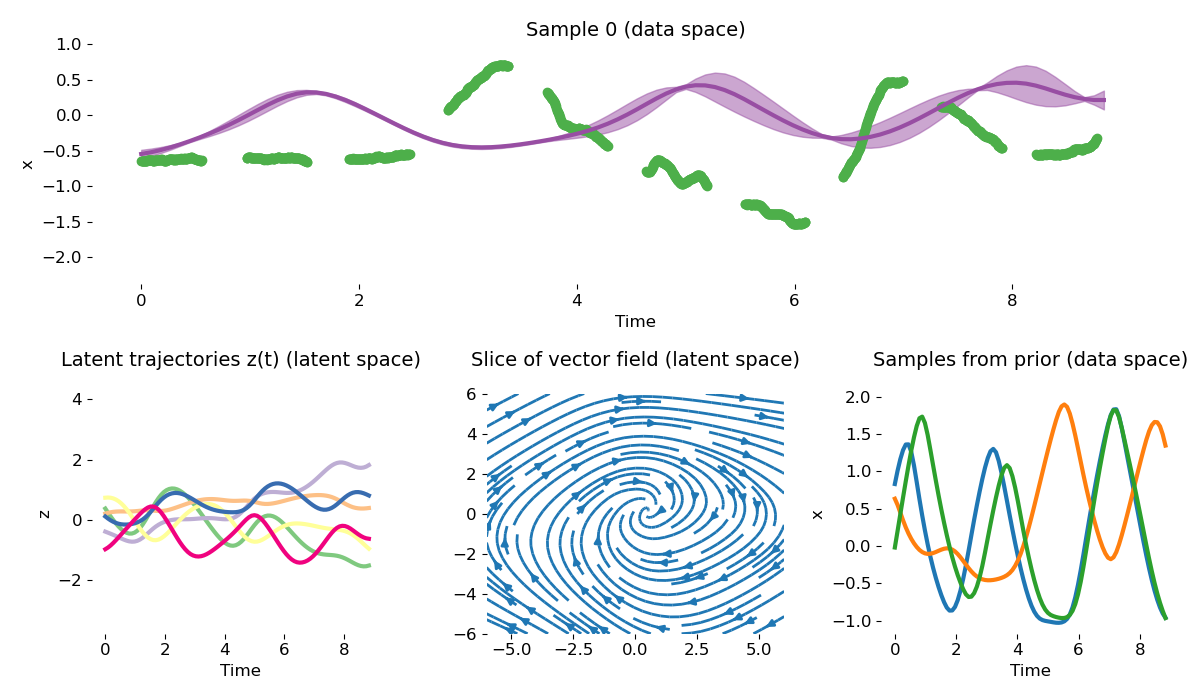 Sample 0 (data space)
1.0
0.5
0.0
−0.5
−1.0
−1.5
−2.0
x
0 2 4 6 8
Time
Latent trajectories z(t) (latent space)
4
2
0
−2
z
0 2 4 6 8
Time
Slice of vector field (latent space)
6
4
2
0
−2
−4
−6
−5.0 −2.5 0.0 2.5 5.0
Samples from prior (data space)
2.0
1.5
1.0
0.5
0.0
−0.5
−1.0
x
0 2 4 6 8
Time